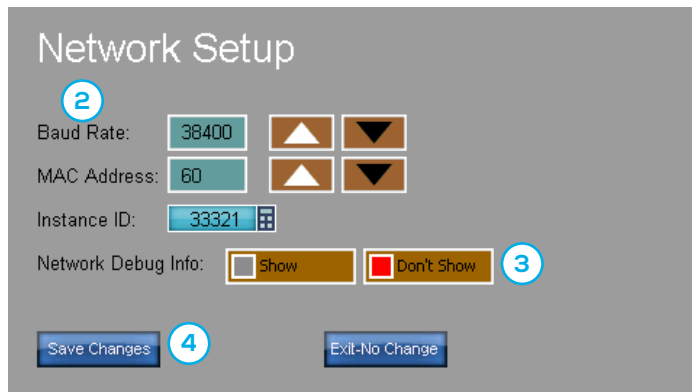 Network Setup
2
Baud Rate: 38400
MAC Address: 60
Instance ID: 33321
Network Debug Info: Show Don't Show 3
Save Changes 4 Exit-No Change